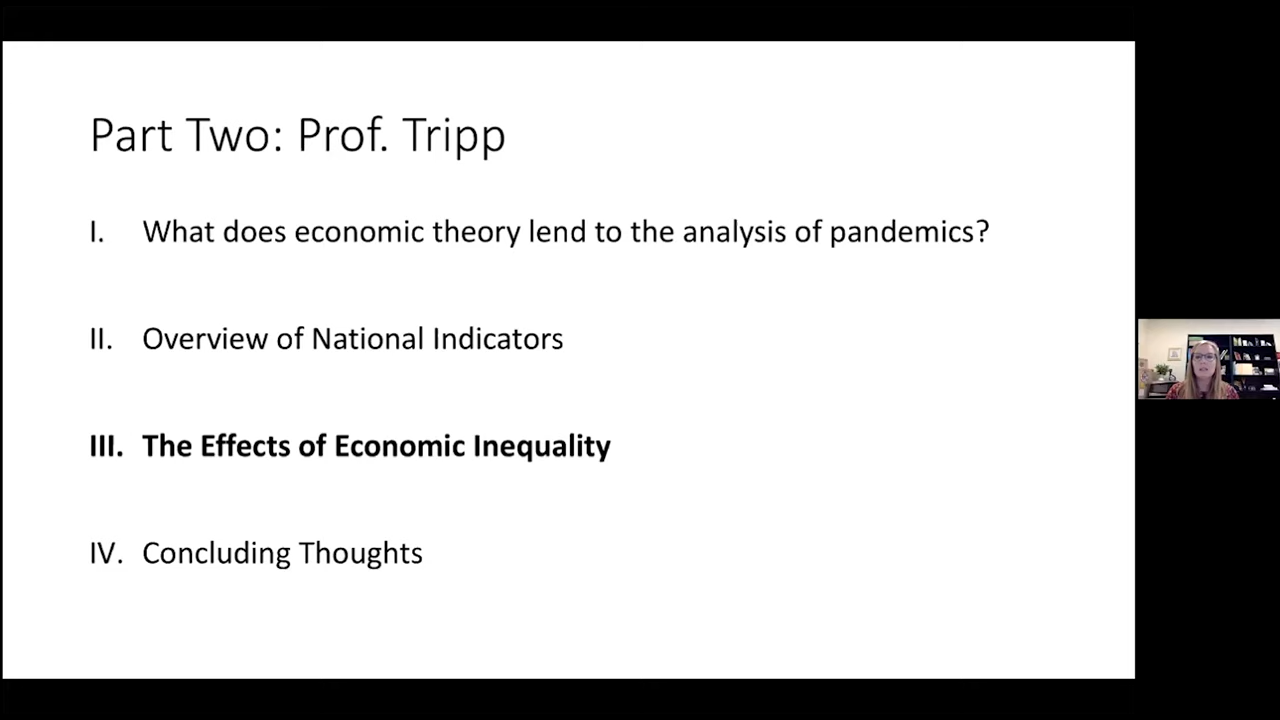 Part Two: Prof. Tripp
I. What does economic theory lend to the analysis of pandemics?
II. Overview of National Indicators
III. The Effects of Economic Inequality
IV. Concluding Thoughts